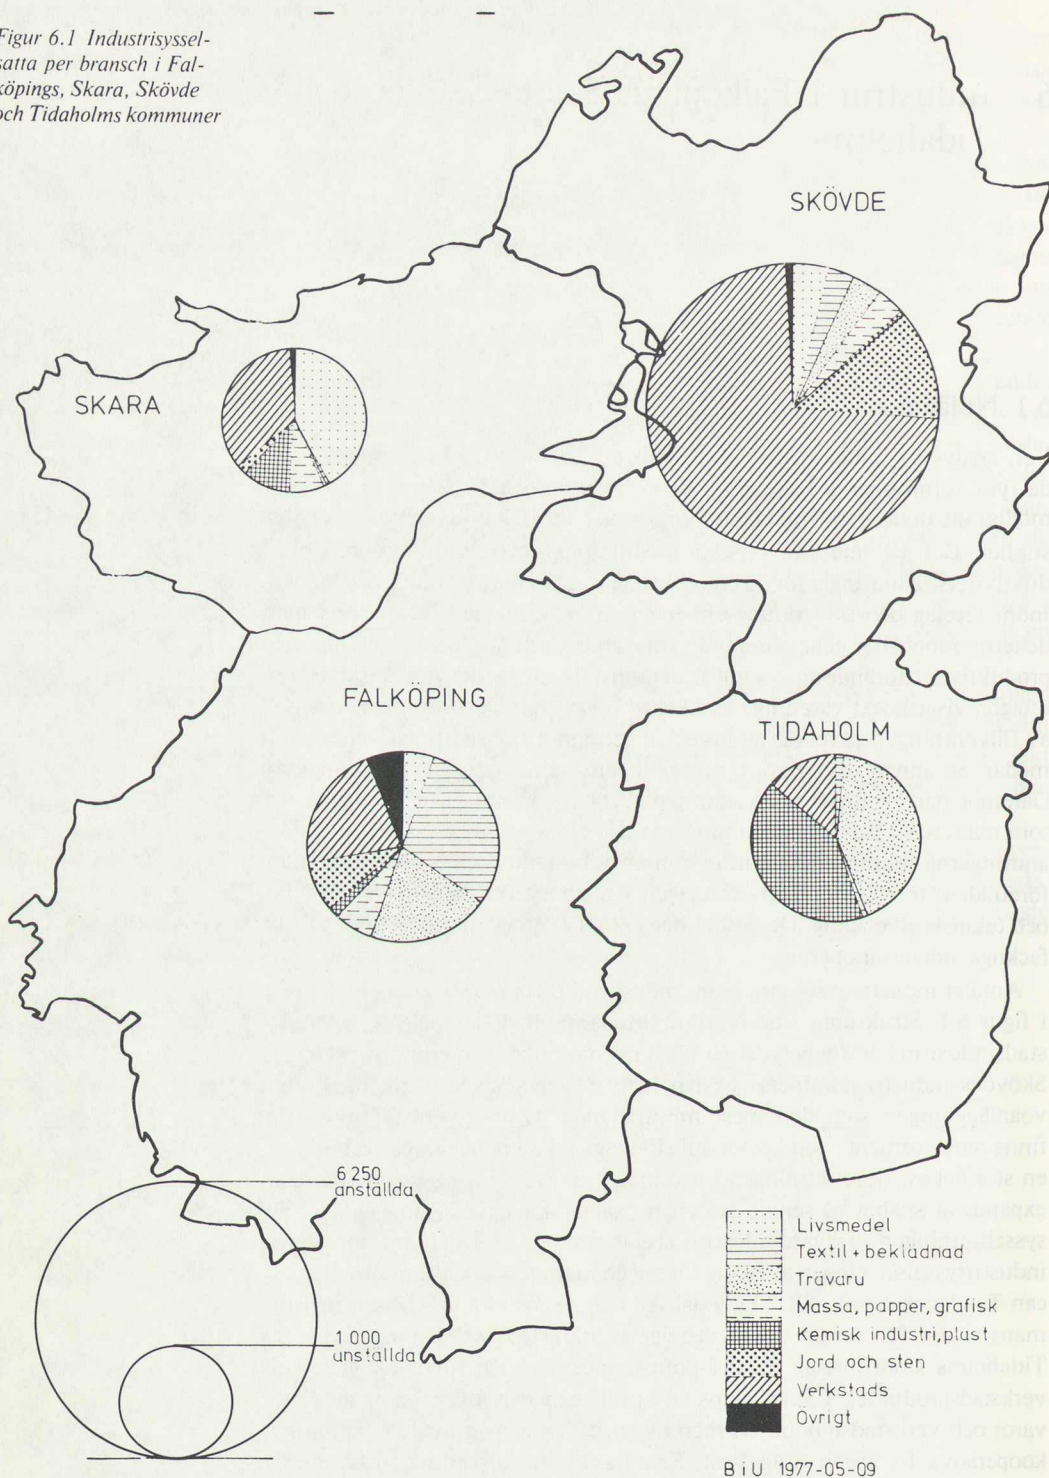 Figur 6.1 Industrisyssel-
satta per bransch i Fal-
köpings, Skara, Skövde
och Tidaholms kommuner
SKÖVDE
SKARA
FALKÖPING
TIDAHOLM
6 250
anställda
1 000
anställda
Livsmedel
Textil + beklädnad
Trävaru
Massa, papper, grafisk
Kemisk industri, plast
Jord och sten
Verkstads
Övrigt
B i U 1977-05-09